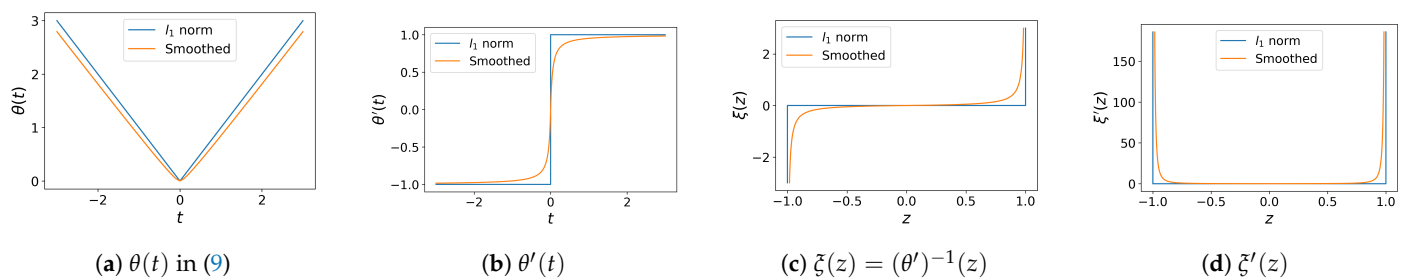 3
2
1
0
θ(t)
l₁ norm
Smoothed
−2 0 2
t
1.0
0.5
0.0
−0.5
−1.0
θ′(t)
l₁ norm
Smoothed
−2 0 2
t
2
0
−2
ξ(z)
l₁ norm
Smoothed
−1.0 −0.5 0.0 0.5 1.0
z
150
100
50
0
ξ′(z)
l₁ norm
Smoothed
−1.0 −0.5 0.0 0.5 1.0
z
(a) θ(t) in (9)
(b) θ′(t)
(c) ξ(z) = (θ′)⁻¹(z)
(d) ξ′(z)